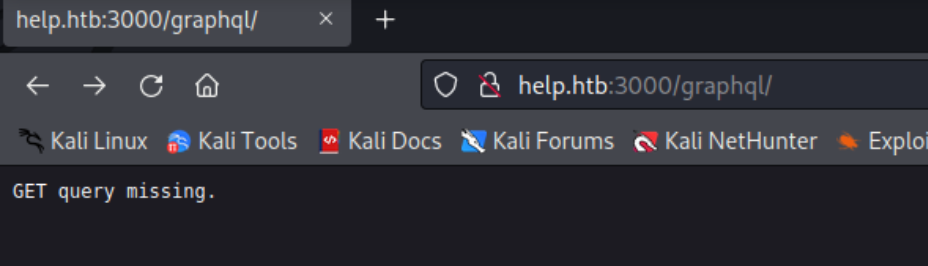 help.htb:3000/graphql/
help.htb:3000/graphql/
Kali Linux Kali Tools Kali Docs Kali Forums Kali NetHunter Exploi
GET query missing.